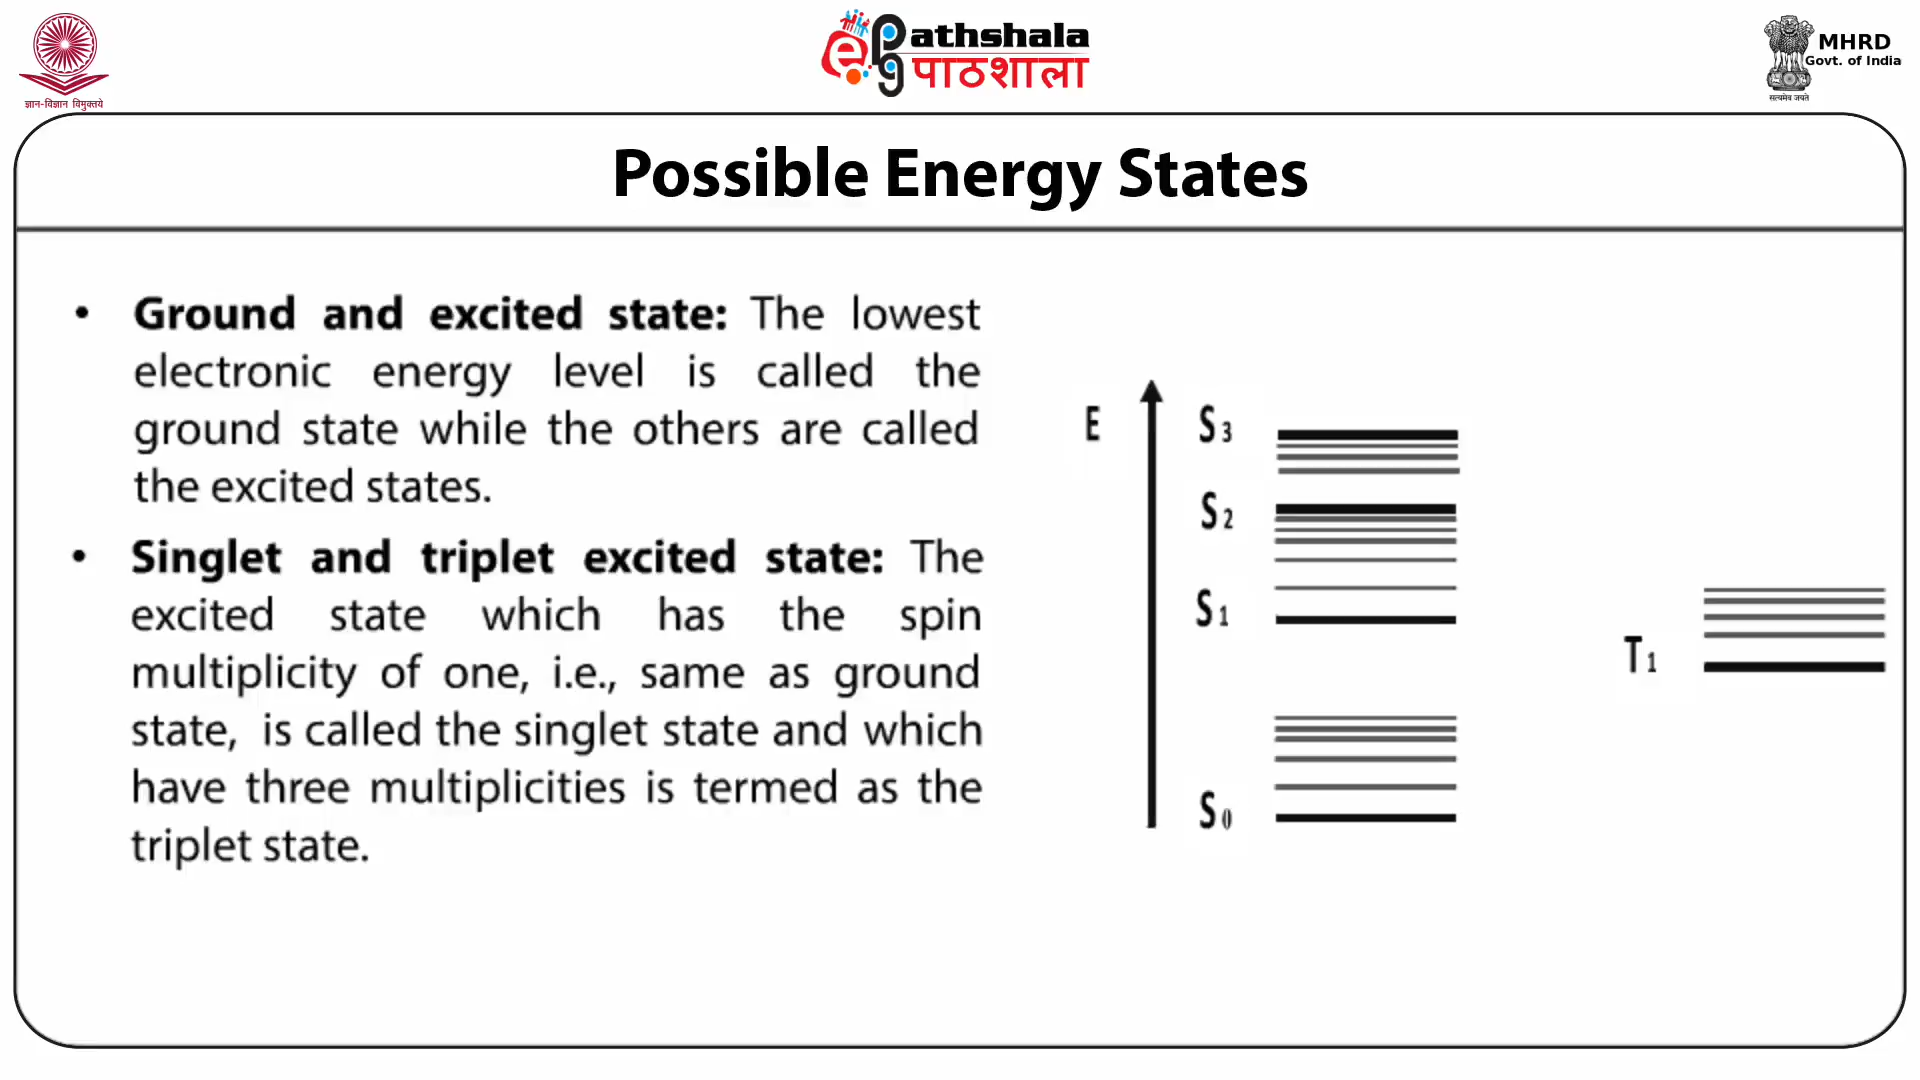 ज्ञान-विज्ञान विमुक्तये
ePathshala
पाठशाला
MHRD
Govt. of India
सत्यमेव जयते
Possible Energy States
• Ground and excited state: The lowest
electronic energy level is called the
ground state while the others are called
the excited states.
• Singlet and triplet excited state: The
excited state which has the spin
multiplicity of one, i.e., same as ground
state, is called the singlet state and which
have three multiplicities is termed as the
triplet state.
E
S3
S2
S1
T1
S0